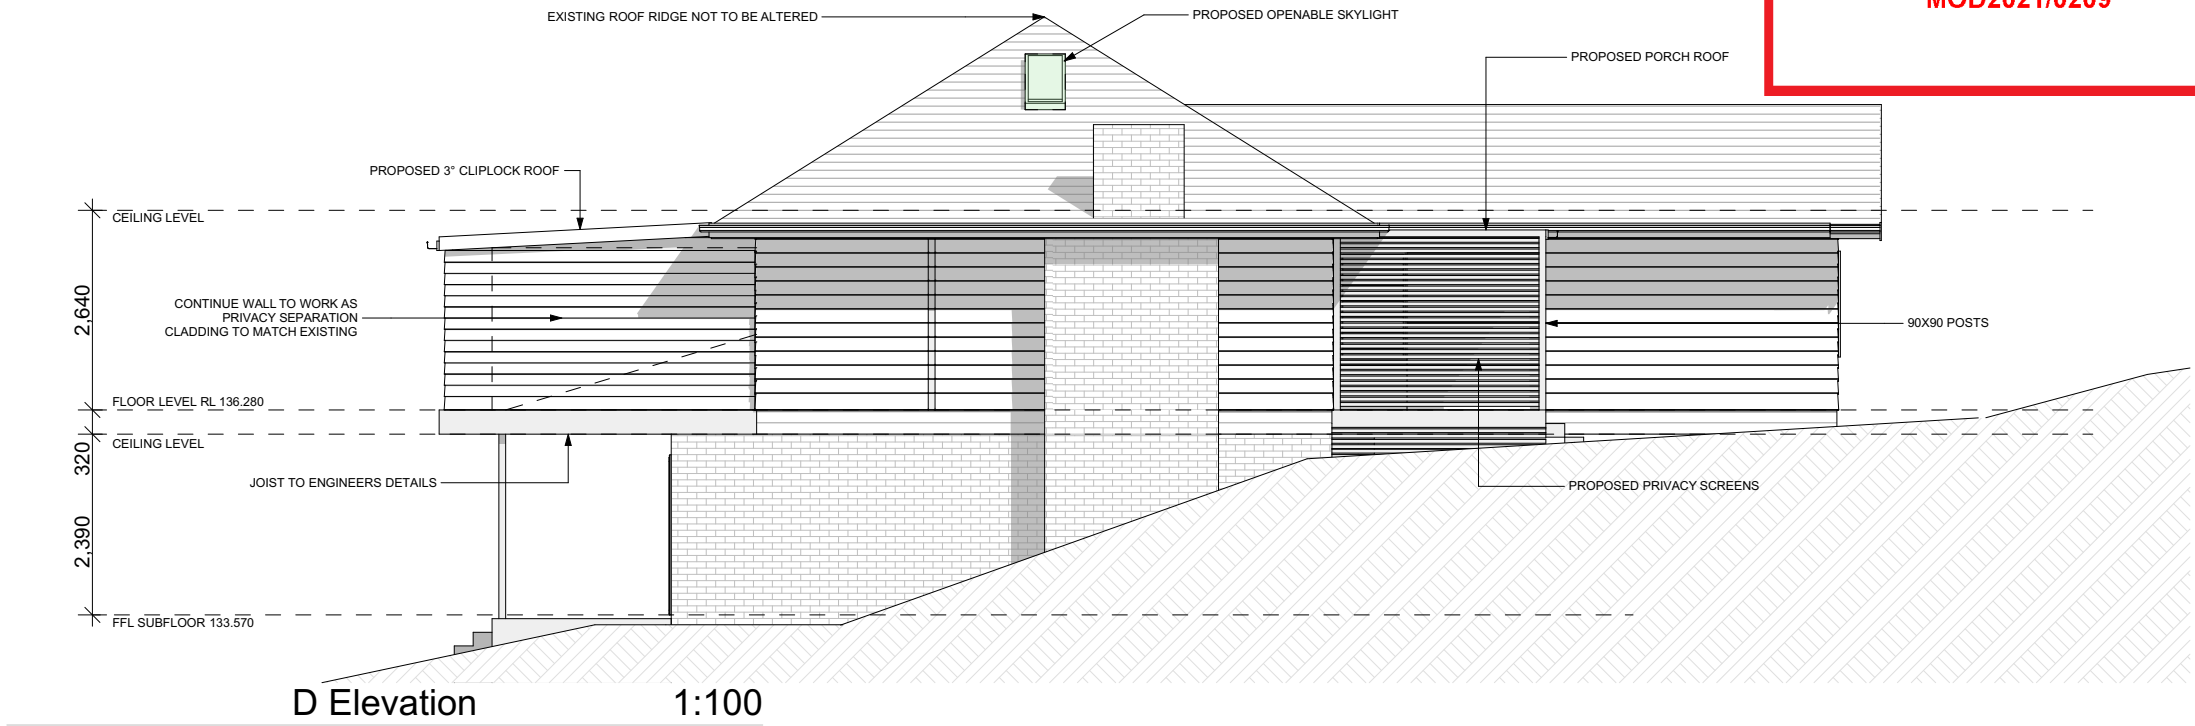 MOD2021/0209
EXISTING ROOF RIDGE NOT TO BE ALTERED
PROPOSED OPENABLE SKYLIGHT
PROPOSED PORCH ROOF
PROPOSED 3° CLIPLOCK ROOF
CEILING LEVEL
2,640
CONTINUE WALL TO WORK AS
PRIVACY SEPARATION
CLADDING TO MATCH EXISTING
90X90 POSTS
FLOOR LEVEL RL 136.280
CEILING LEVEL
320
JOIST TO ENGINEERS DETAILS
PROPOSED PRIVACY SCREENS
2,390
FFL SUBFLOOR 133.570
D Elevation 1:100